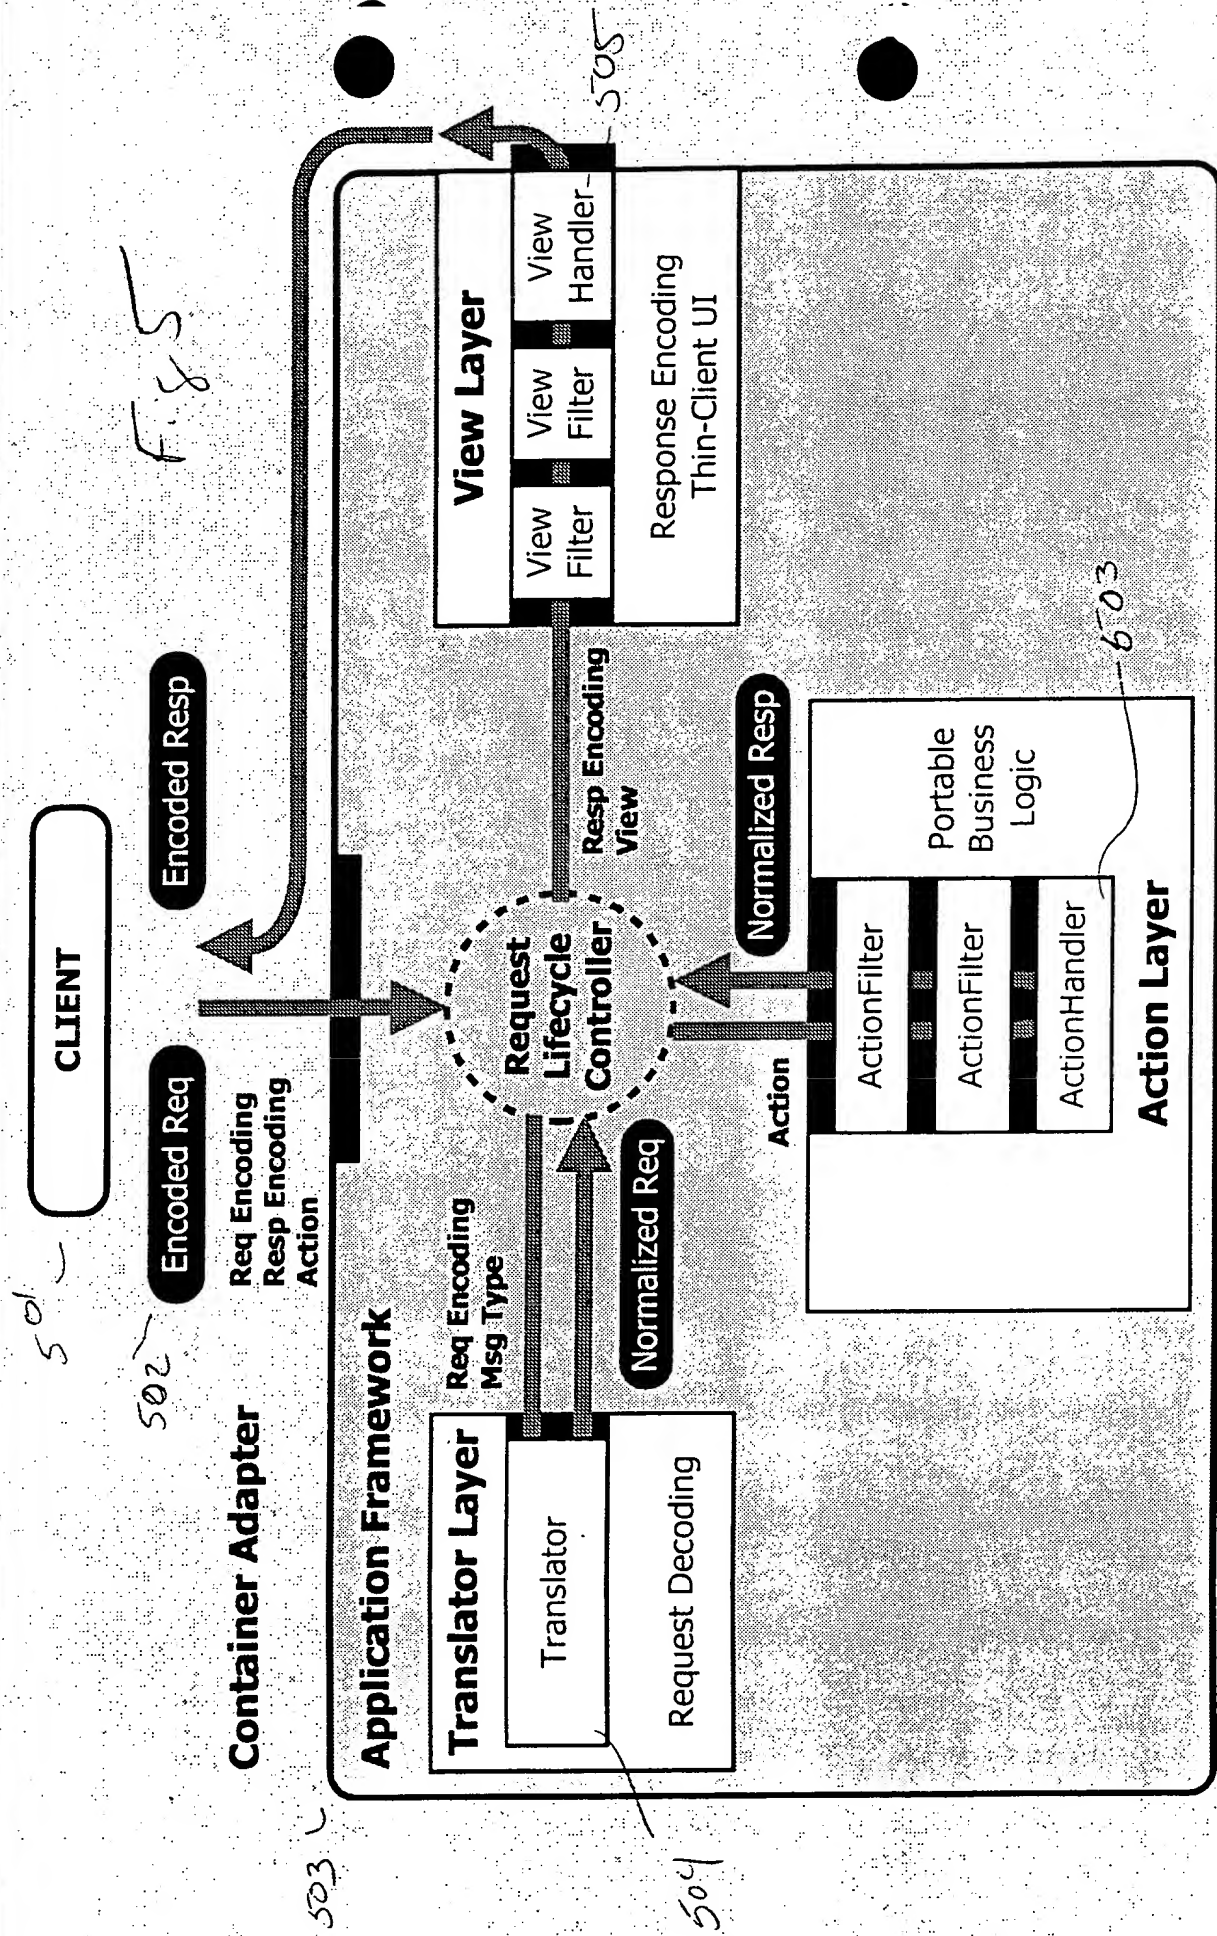 501
CLIENT
Fig 5
502
Encoded Req
Encoded Resp
Container Adapter
Req Encoding
Resp Encoding
Action
503
Application Framework
Translator Layer
Translator
Request Decoding
504
Req Encoding
Msg Type
Normalized Req
Request
Lifecycle
Controller
Resp Encoding
View
View Layer
View
Filter
View
Filter
View
Handler
505
Response Encoding
Thin-Client UI
Action
Normalized Resp
ActionFilter
ActionFilter
ActionHandler
Portable
Business
Logic
Action Layer